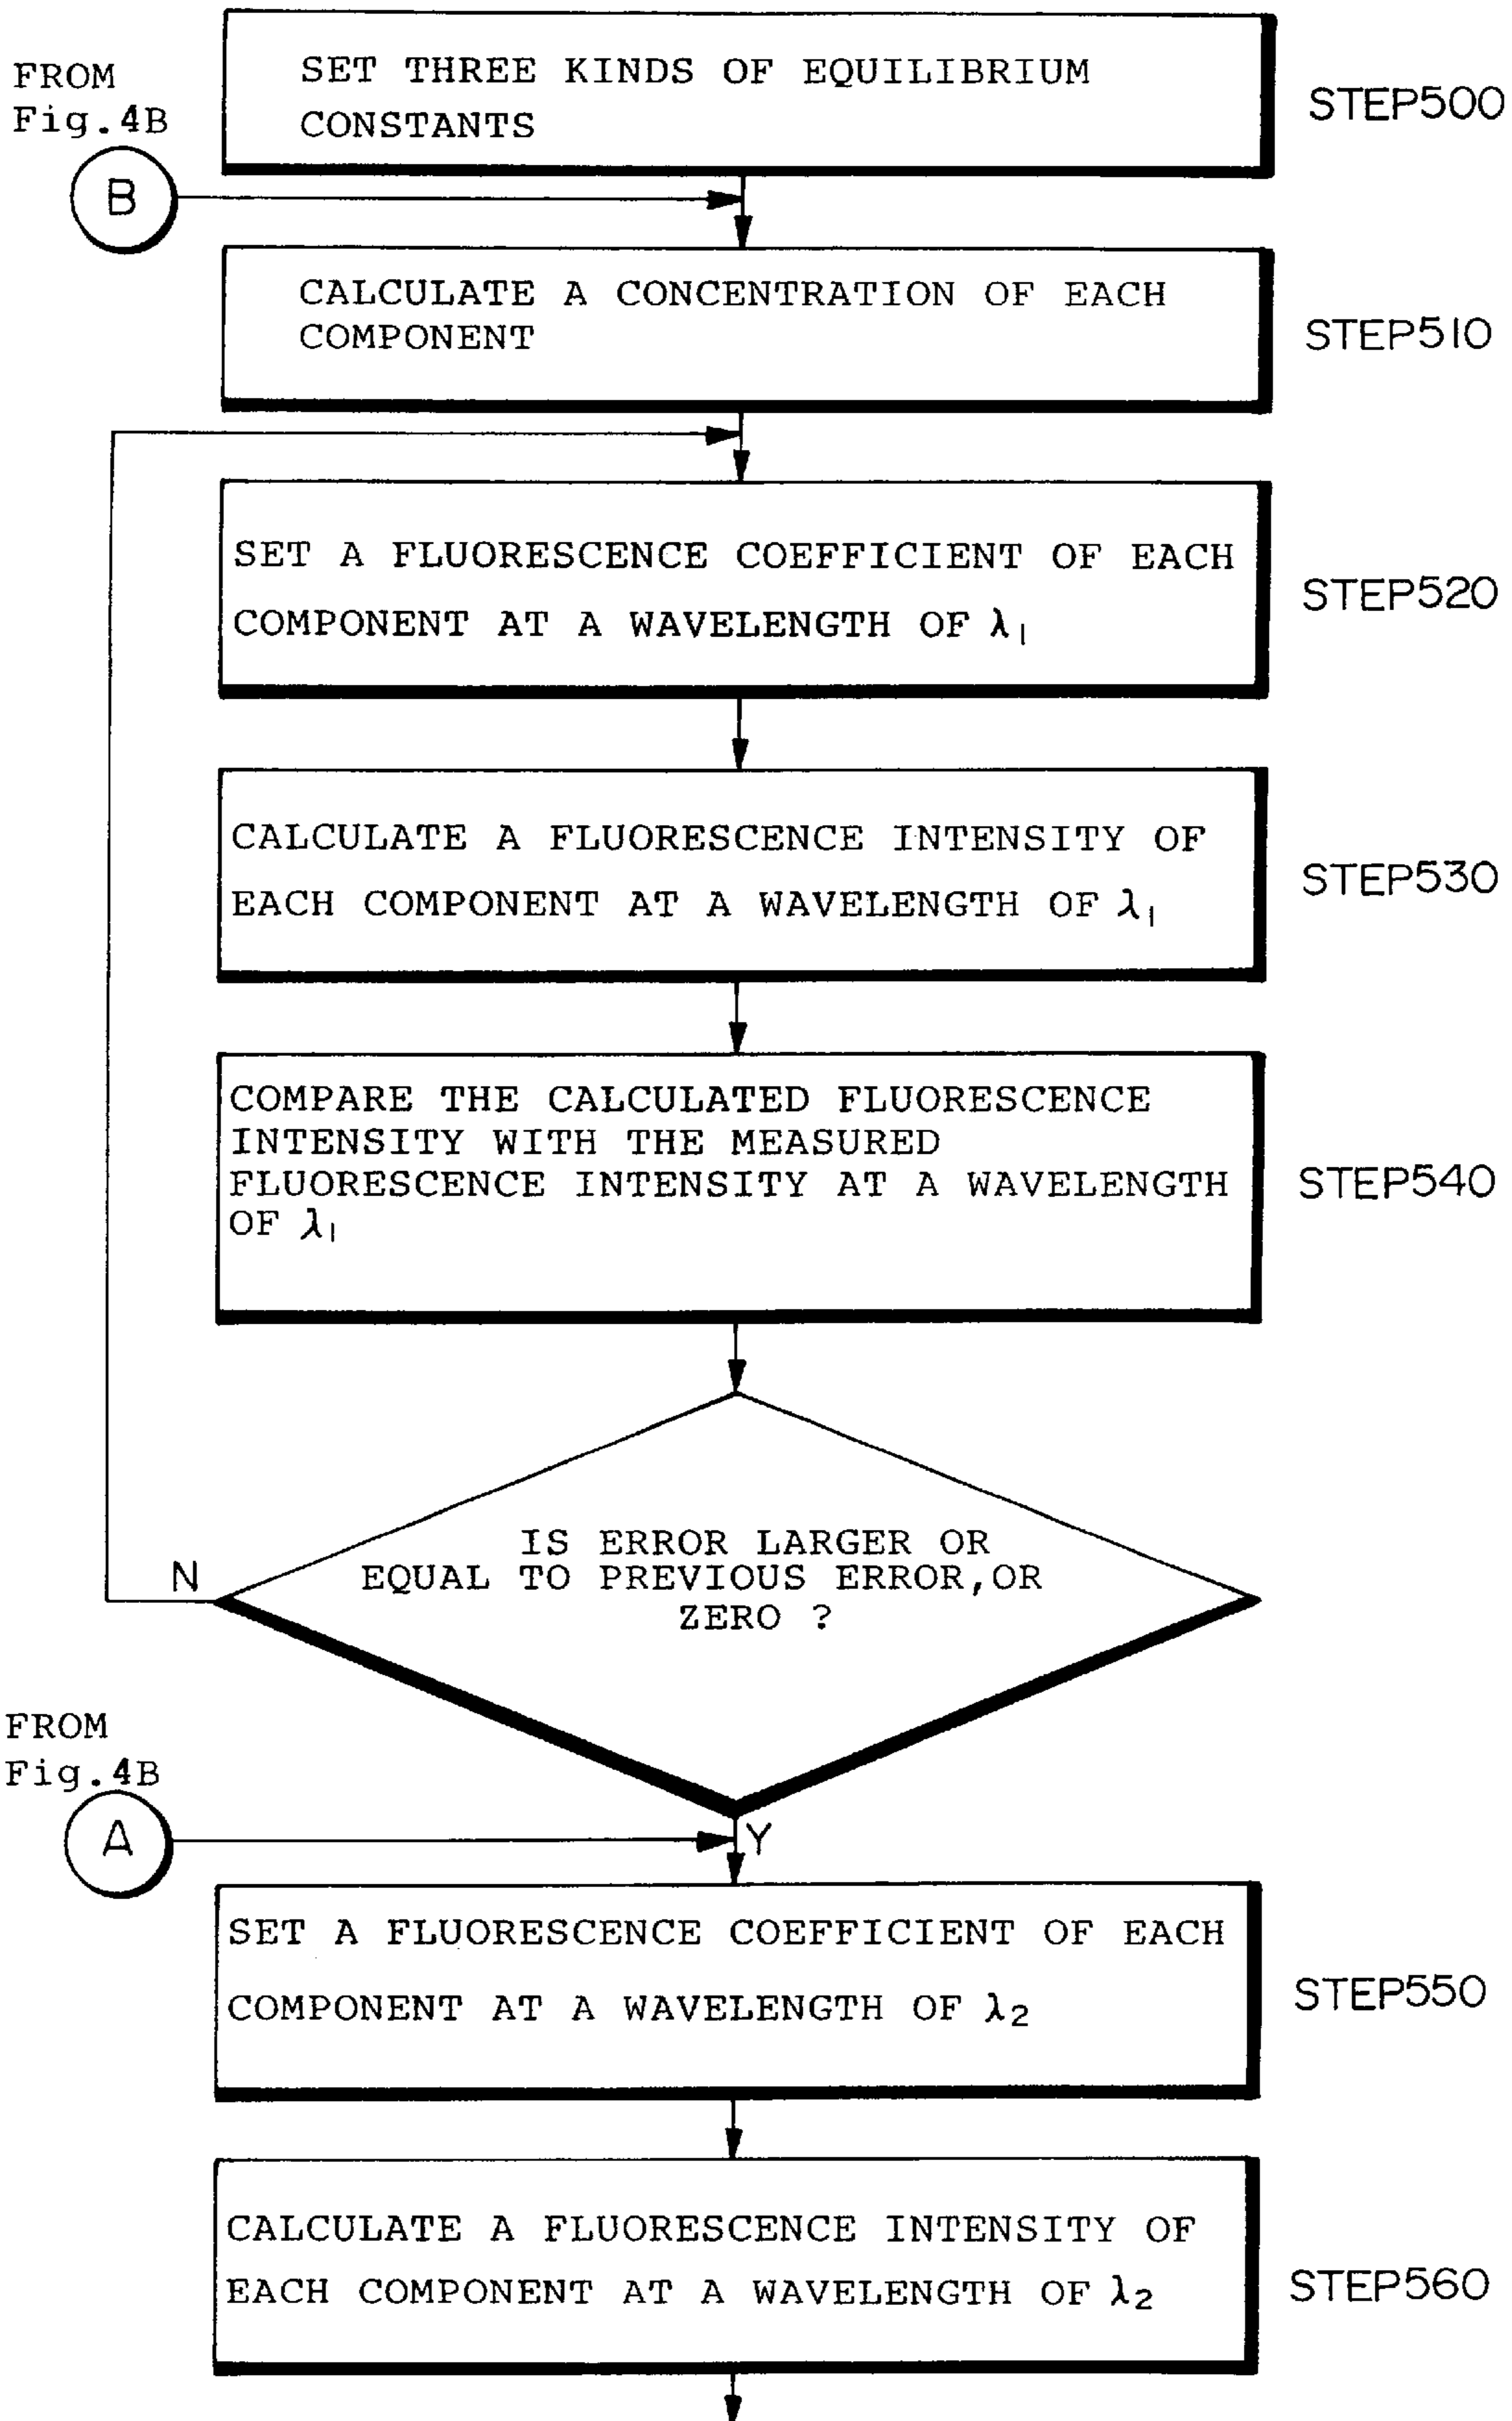 SET THREE KINDS OF EQUILIBRIUM
CONSTANTS
STEP500
FROM
Fig.4B
B
CALCULATE A CONCENTRATION OF EACH
COMPONENT
STEP510
SET A FLUORESCENCE COEFFICIENT OF EACH
COMPONENT AT A WAVELENGTH OF λ1
STEP520
CALCULATE A FLUORESCENCE INTENSITY OF
EACH COMPONENT AT A WAVELENGTH OF λ1
STEP530
COMPARE THE CALCULATED FLUORESCENCE
INTENSITY WITH THE MEASURED
FLUORESCENCE INTENSITY AT A WAVELENGTH
OF λ1
STEP540
IS ERROR LARGER OR
EQUAL TO PREVIOUS ERROR,OR
ZERO ?
N
FROM
Fig.4B
A
Y
SET A FLUORESCENCE COEFFICIENT OF EACH
COMPONENT AT A WAVELENGTH OF λ2
STEP550
CALCULATE A FLUORESCENCE INTENSITY OF
EACH COMPONENT AT A WAVELENGTH OF λ2
STEP560